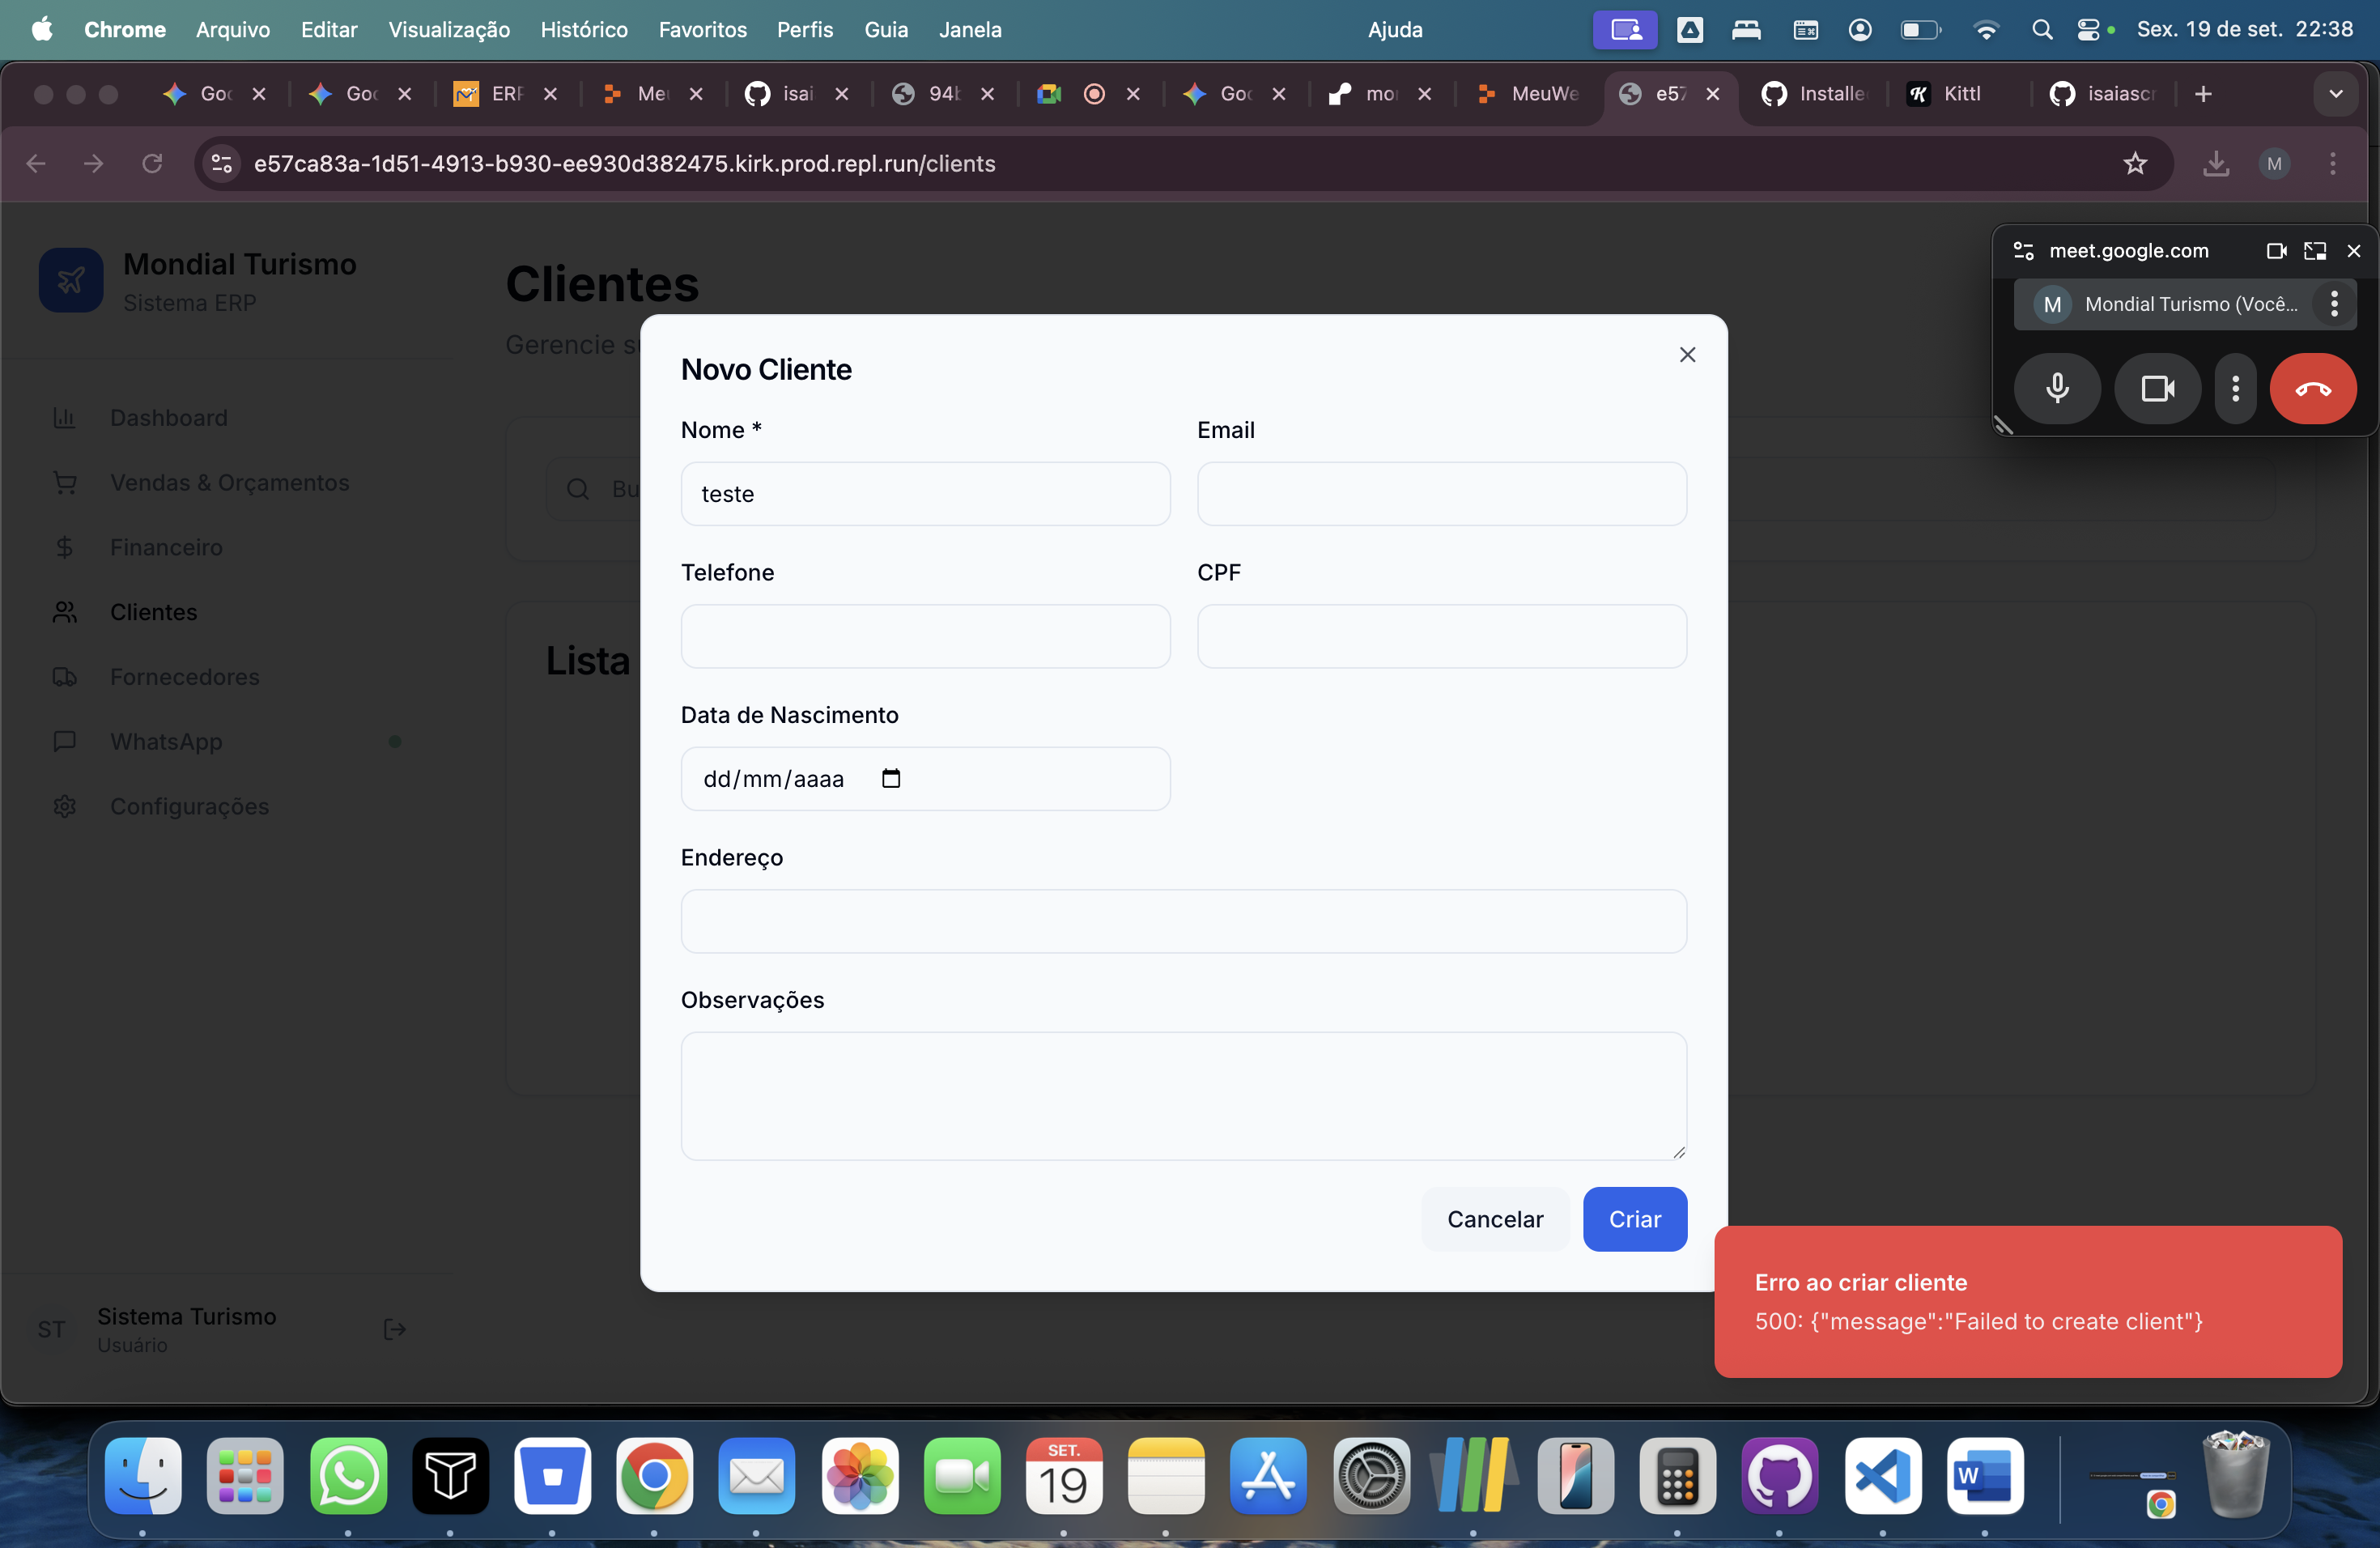 Chrome Arquivo Editar Visualização Histórico Favoritos Perfis Guia Janela Ajuda Sex. 19 de set. 22:38
Goo Goo ERP Me isai 94b Goo mo MeuWe e57 Installe Kittl isaiascr
e57ca83a-1d51-4913-b930-ee930d382475.kirk.prod.repl.run/clients
M
meet.google.com
M Mondial Turismo (Você...
Mondial Turismo
Sistema ERP
Dashboard
Vendas & Orçamentos
Financeiro
Clientes
Fornecedores
WhatsApp
Configurações
ST
Sistema Turismo
Usuário
Clientes
Gerencie s
Bu
Lista
Novo Cliente
Nome *
Email
teste
Telefone
CPF
Data de Nascimento
dd/mm/aaaa
Endereço
Observações
Cancelar
Criar
Erro ao criar cliente
500: {"message":"Failed to create client"}
SET.
19
W